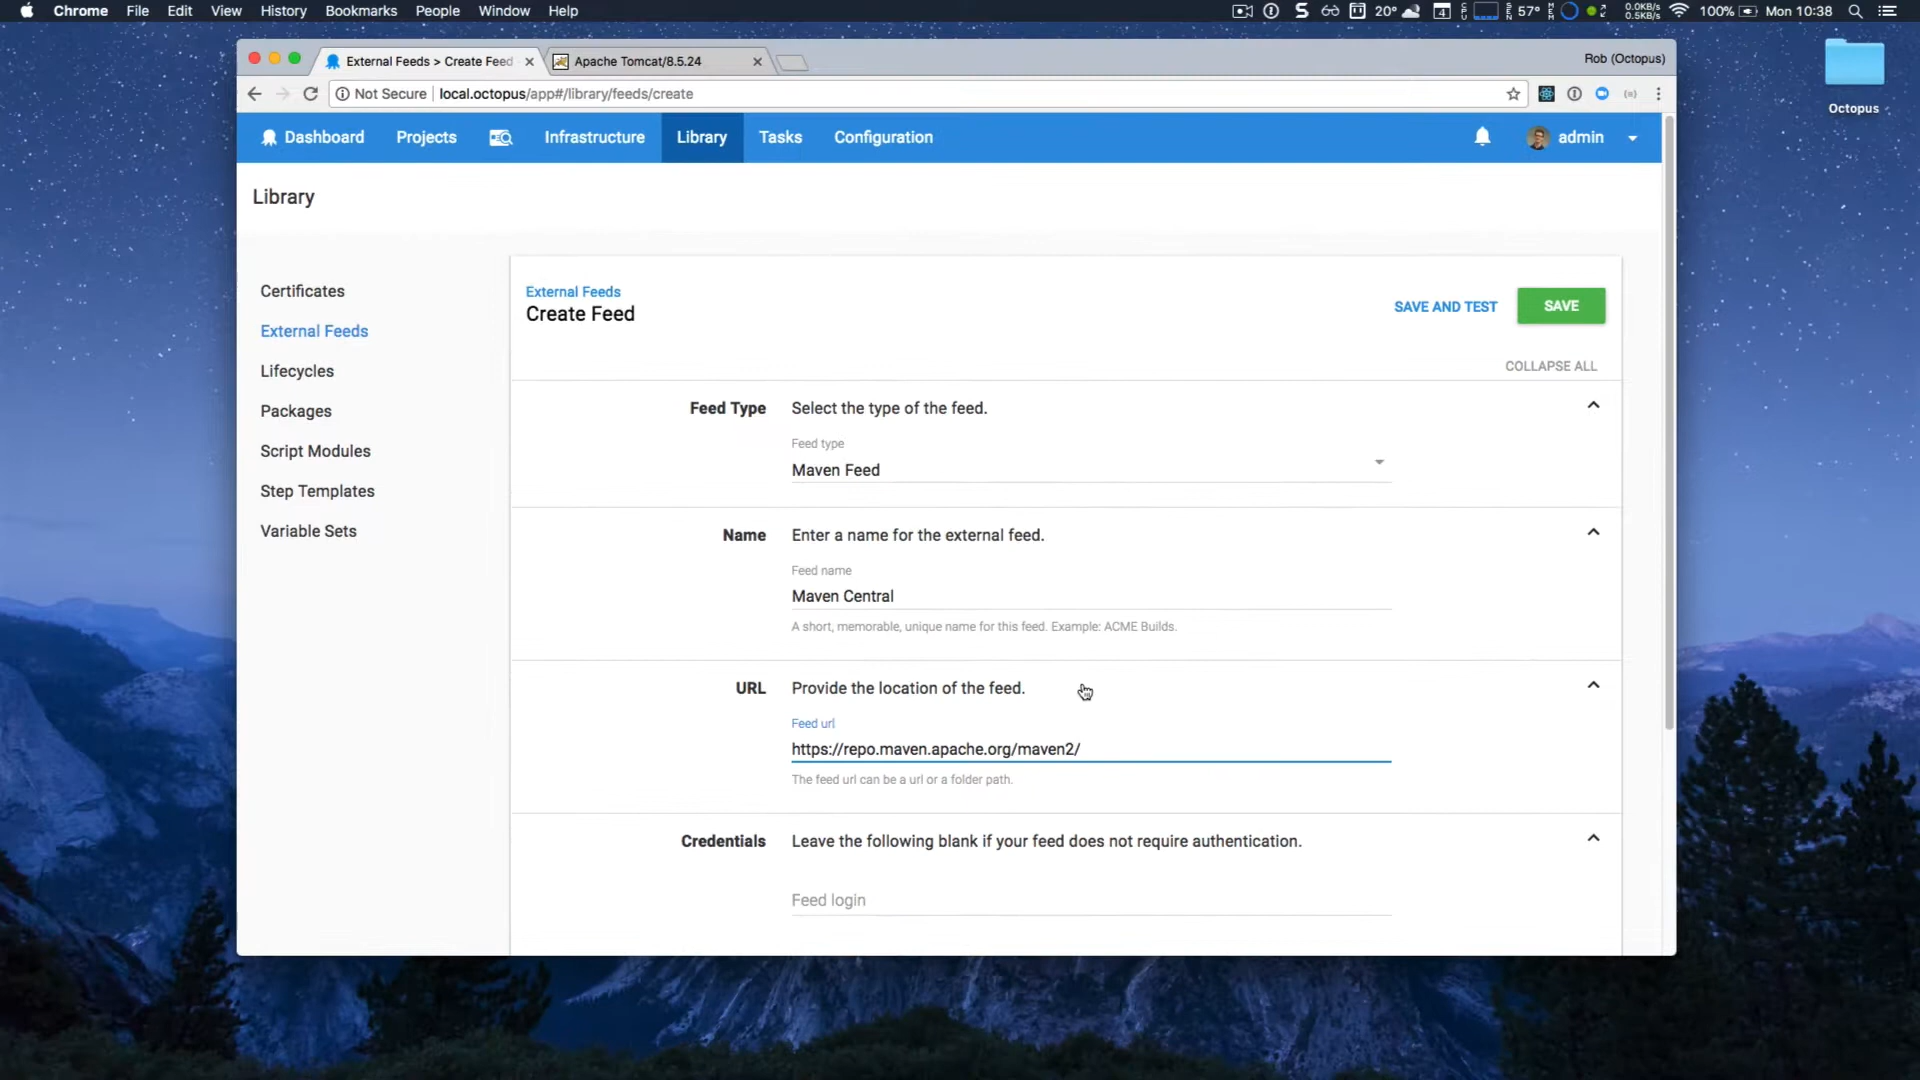 Chrome File Edit View History Bookmarks People Window Help
20° 4 57° 0.0KB/s 0.5KB/s 100% Mon 10:38
External Feeds > Create Feed Apache Tomcat/8.5.24 Rob (Octopus)
Not Secure local.octopus/app#/library/feeds/create
Octopus
Dashboard Projects Infrastructure Library Tasks Configuration admin
Library
Certificates
External Feeds
Lifecycles
Packages
Script Modules
Step Templates
Variable Sets
External Feeds
Create Feed
SAVE AND TEST SAVE
COLLAPSE ALL
Feed Type Select the type of the feed.
Feed type
Maven Feed
Name Enter a name for the external feed.
Feed name
Maven Central
A short, memorable, unique name for this feed. Example: ACME Builds.
URL Provide the location of the feed.
Feed url
https://repo.maven.apache.org/maven2/
The feed url can be a url or a folder path.
Credentials Leave the following blank if your feed does not require authentication.
Feed login